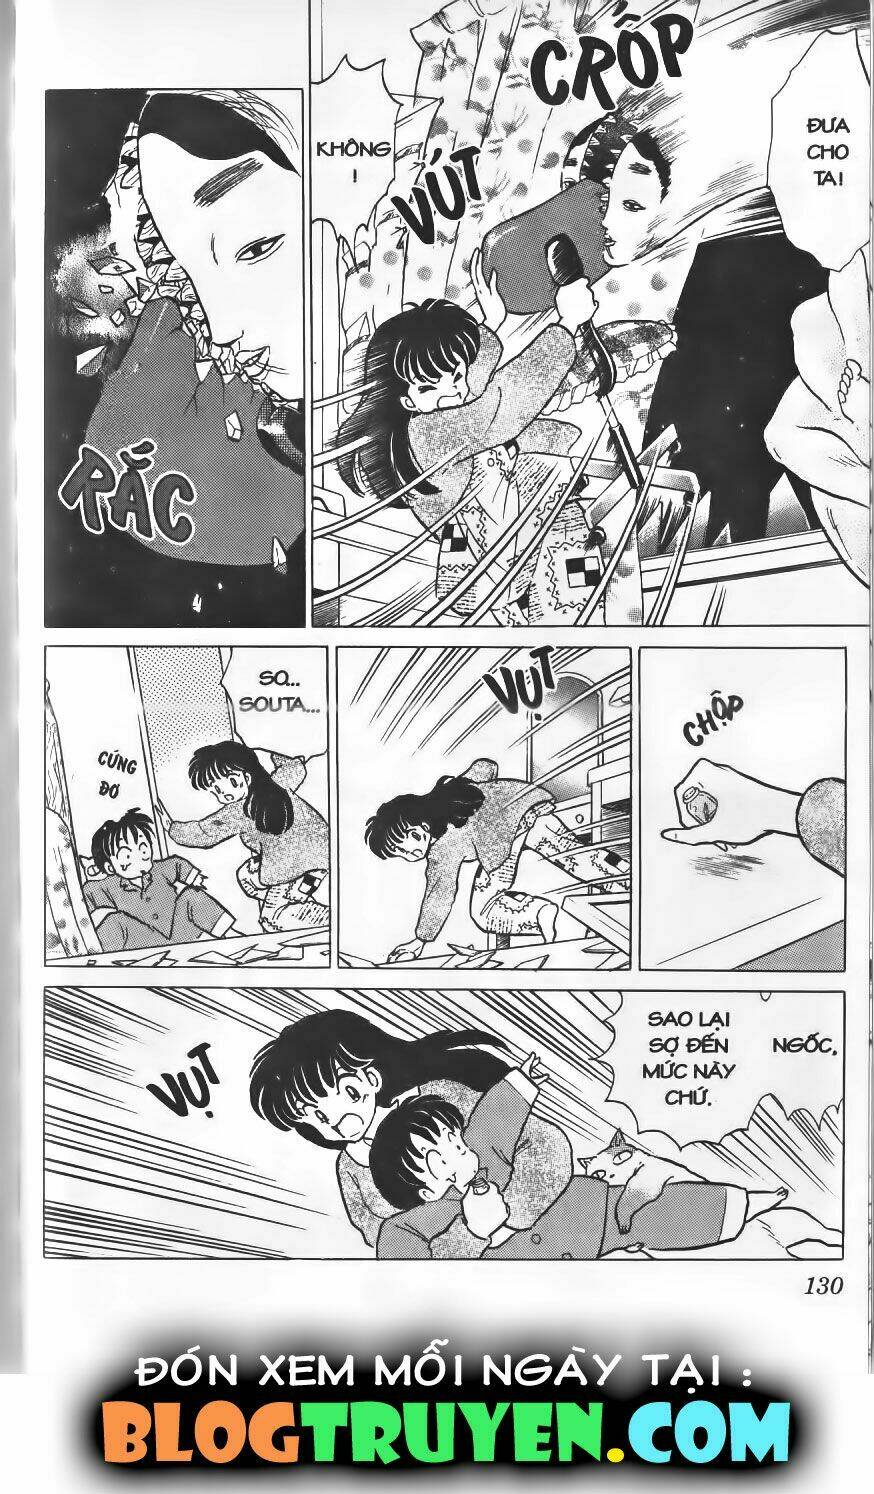 ĐƯA
CHO
TA!
CRỐP
VÚT
KHÔNG
!
RẮC
CHỘP
VỤT
SO...
SOUTA...
CỨNG
ĐƠ
NGỐC,
SAO LẠI
SỢ ĐẾN
MỨC NÀY
CHỨ.
VỤT
130
ĐÓN XEM MỖI NGÀY TẠI :
BLOGTRUYEN.COM